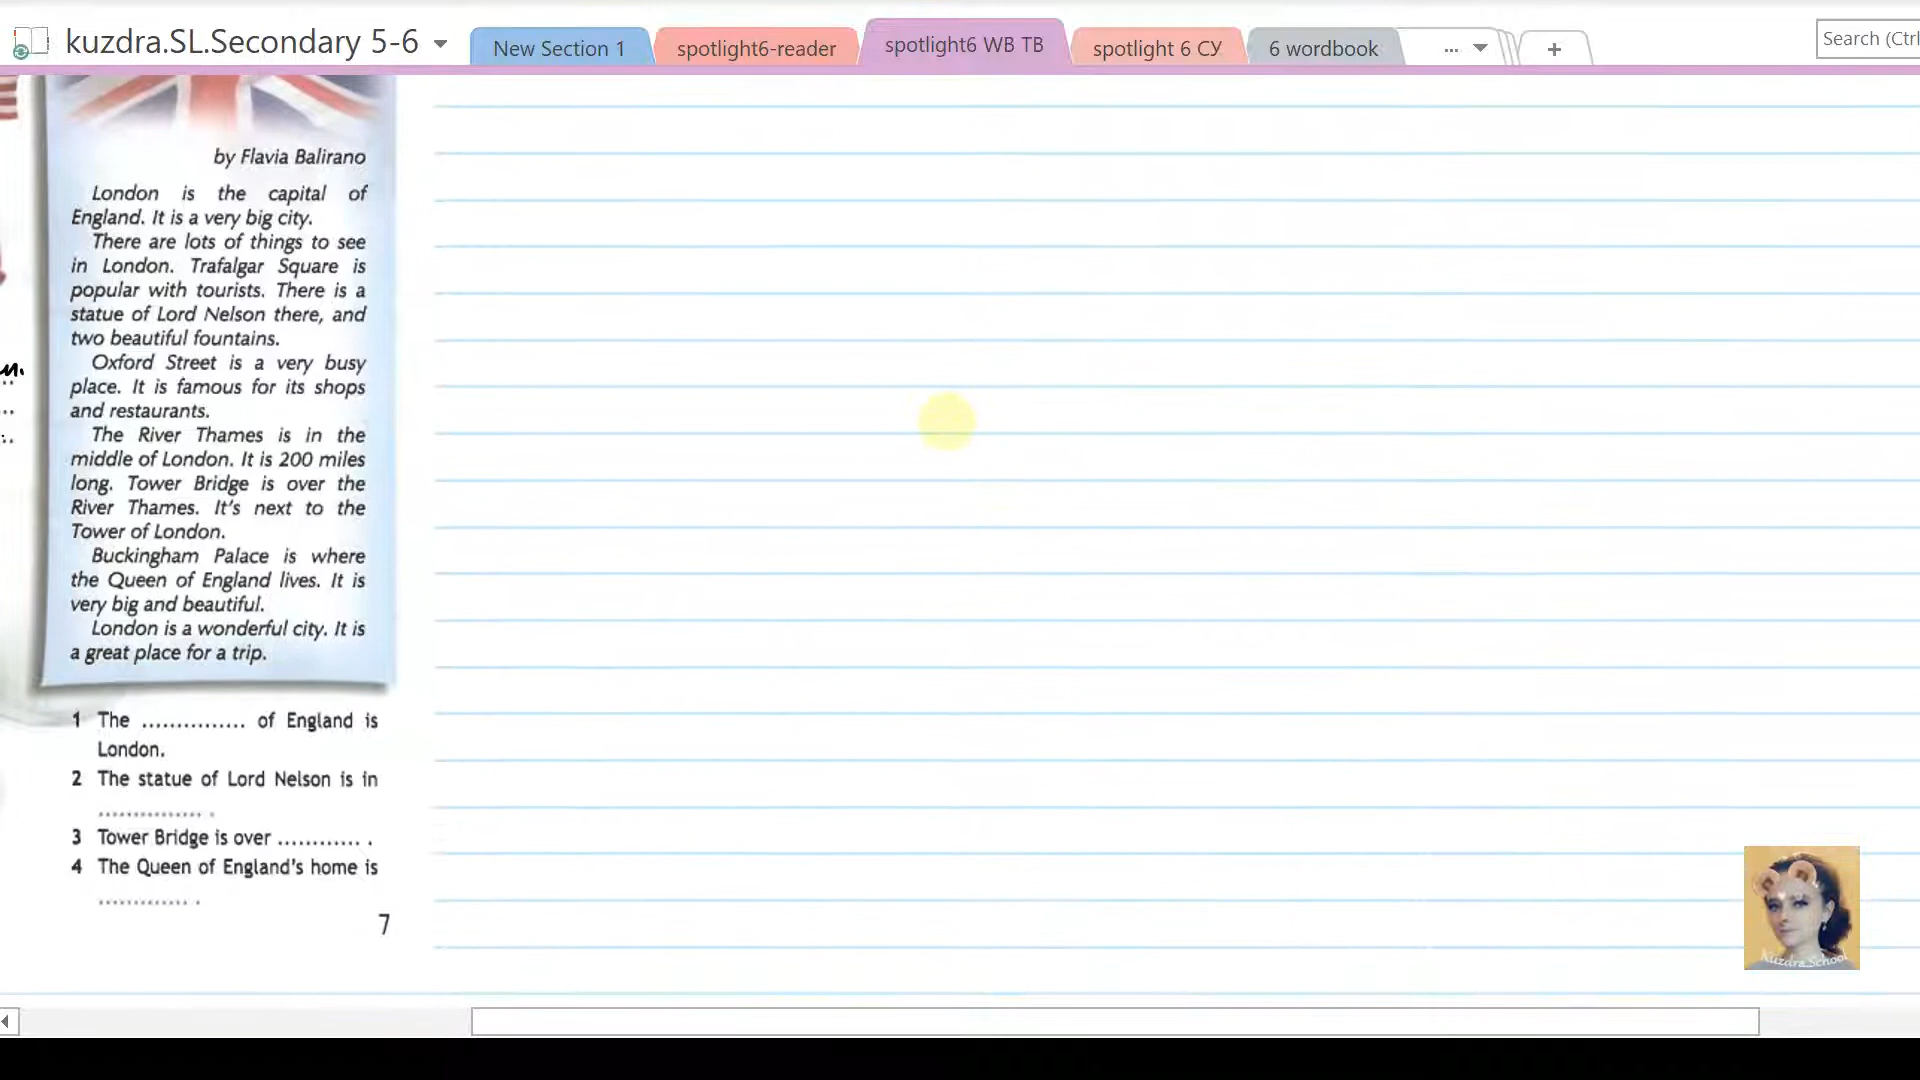 kuzdra.SL.Secondary 5-6
New Section 1
spotlight6-reader
spotlight6 WB TB
spotlight 6 СУ
6 wordbook
...
+
Search (Ctrl
by Flavia Balirano
London is the capital of
England. It is a very big city.
There are lots of things to see
in London. Trafalgar Square is
popular with tourists. There is a
statue of Lord Nelson there, and
two beautiful fountains.
Oxford Street is a very busy
place. It is famous for its shops
and restaurants.
The River Thames is in the
middle of London. It is 200 miles
long. Tower Bridge is over the
River Thames. It's next to the
Tower of London.
Buckingham Palace is where
the Queen of England lives. It is
very big and beautiful.
London is a wonderful city. It is
a great place for a trip.
1 The ............... of England is
London.
2 The statue of Lord Nelson is in
............... .
3 Tower Bridge is over ............ .
4 The Queen of England's home is
............. .
7
Kuzdra.School